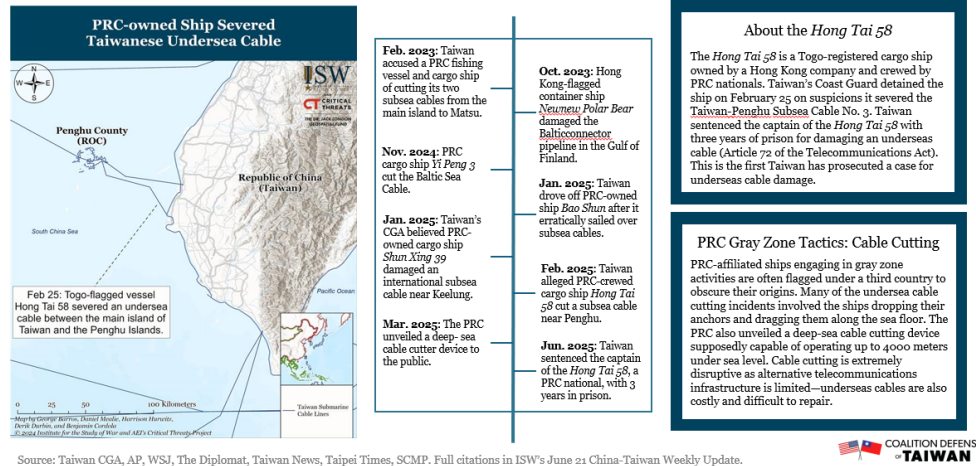 PRC-owned Ship Severed
Taiwanese Undersea Cable
N
W
E
S
ISW
CT CRITICAL
THREATS
Penghu County
(ROC)
Republic of China
(Taiwan)
South China Sea
Pacific Ocean
Feb 25: Togo-flagged vessel
Hong Tai 58 severed an undersea
cable between the main island of
Taiwan and the Penghu Islands.
0 25 50 100 Kilometers
Taiwan Submarine
Cable Lines
Map by George Barros, Daniel Mealie, Harrison Hurwitz,
Derik Durbin, and Benjamin Cordola
© 2024 Institute for the Study of War and AEI's Critical Threats Project
Feb. 2023: Taiwan
accused a PRC fishing
vessel and cargo ship
of cutting its two
subsea cables from the
main island to Matsu.
Oct. 2023: Hong
Kong-flagged
container ship
Newnew Polar Bear
damaged the
Balticconnector
pipeline in the Gulf of
Finland.
Nov. 2024: PRC
cargo ship Yi Peng 3
cut the Baltic Sea
Cable.
Jan. 2025: Taiwan
drove off PRC-owned
ship Bao Shun after it
erratically sailed over
subsea cables.
Jan. 2025: Taiwan's
CGA believed PRC-
owned cargo ship
Shun Xing 39
damaged an
international subsea
cable near Keelung.
Feb. 2025: Taiwan
alleged PRC-crewed
cargo ship Hong Tai
58 cut a subsea cable
near Penghu.
Mar. 2025: The PRC
unveiled a deep- sea
cable cutter device to
the public.
Jun. 2025: Taiwan
sentenced the captain
of the Hong Tai 58, a
PRC national, with 3
years in prison.
About the Hong Tai 58
The Hong Tai 58 is a Togo-registered cargo ship
owned by a Hong Kong company and crewed by
PRC nationals. Taiwan's Coast Guard detained the
ship on February 25 on suspicions it severed the
Taiwan-Penghu Subsea Cable No. 3. Taiwan
sentenced the captain of the Hong Tai 58 with
three years of prison for damaging an underseas
cable (Article 72 of the Telecommunications Act).
This is the first Taiwan has prosecuted a case for
underseas cable damage.
PRC Gray Zone Tactics: Cable Cutting
PRC-affiliated ships engaging in gray zone
activities are often flagged under a third country to
obscure their origins. Many of the undersea cable
cutting incidents involved the ships dropping their
anchors and dragging them along the sea floor. The
PRC also unveiled a deep-sea cable cutting device
supposedly capable of operating up to 4000 meters
under sea level. Cable cutting is extremely
disruptive as alternative telecommunications
infrastructure is limited—underseas cables are also
costly and difficult to repair.
Source: Taiwan CGA, AP, WSJ, The Diplomat, Taiwan News, Taipei Times, SCMP. Full citations in ISW's June 21 China-Taiwan Weekly Update.
COALITION DEFENS
OF TAIWAN